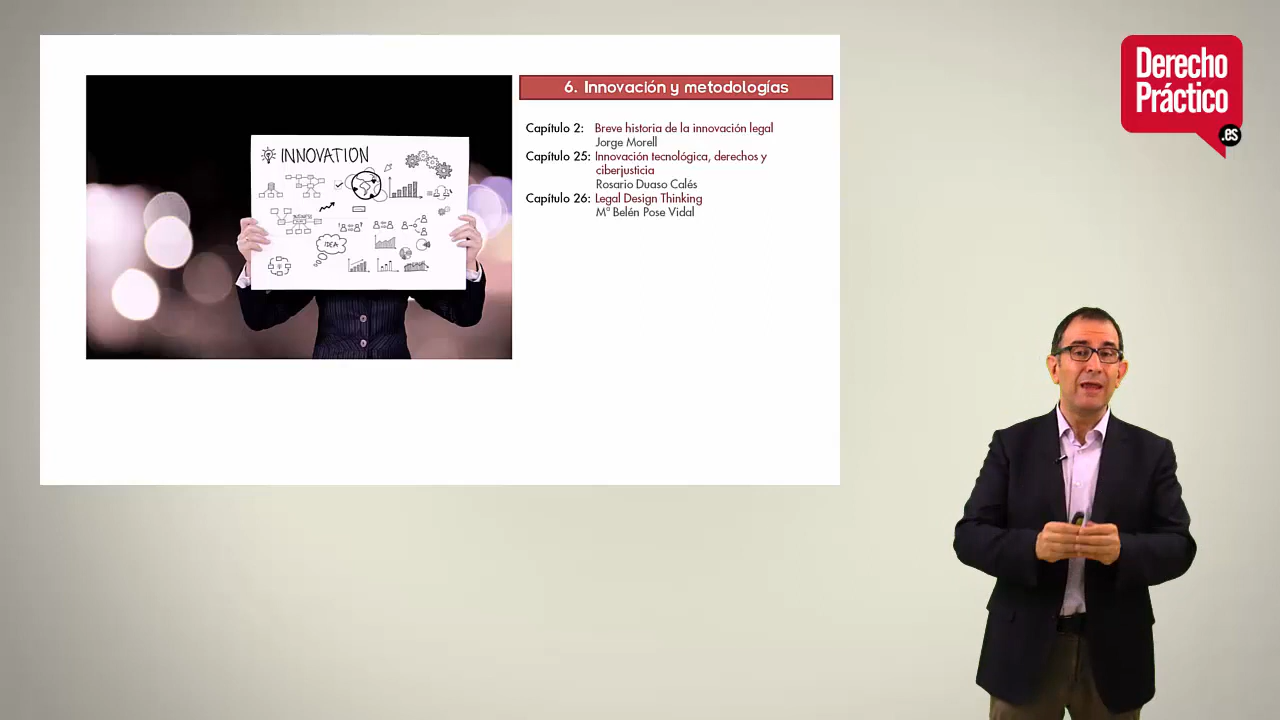 6. Innovación y metodologías
Capítulo 2: Breve historia de la innovación legal
Jorge Morell
Capítulo 25: Innovación tecnológica, derechos y
ciberjusticia
Rosario Duaso Calés
Capítulo 26: Legal Design Thinking
Mª Belén Pose Vidal
INNOVATION
BUSINESS
IDEA
Derecho
Práctico
.es